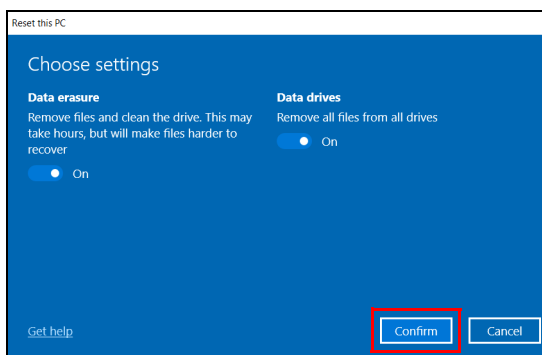 Reset this PC
Choose settings
Data erasure
Remove files and clean the drive. This may
take hours, but will make files harder to
recover
On
Data drives
Remove all files from all drives
On
Get help
Confirm
Cancel